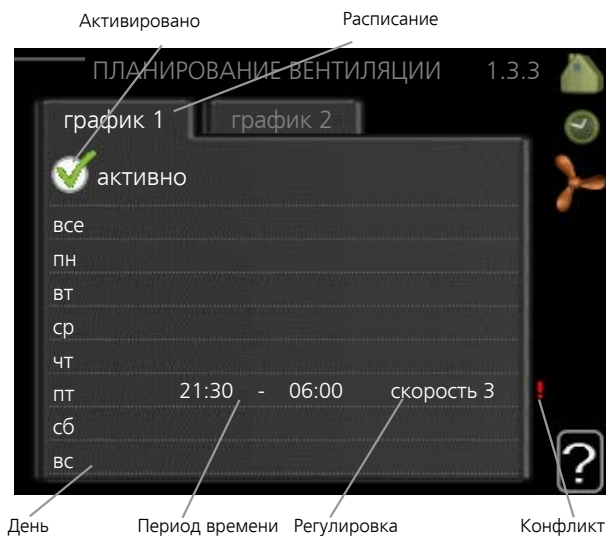 Активировано
Расписание
ПЛАНИРОВАНИЕ ВЕНТИЛЯЦИИ 1.3.3
график 1 график 2
активно
все
пн
вт
ср
чт
пт 21:30 - 06:00 скорость 3 !
сб
вс
?
День Период времени Регулировка Конфликт